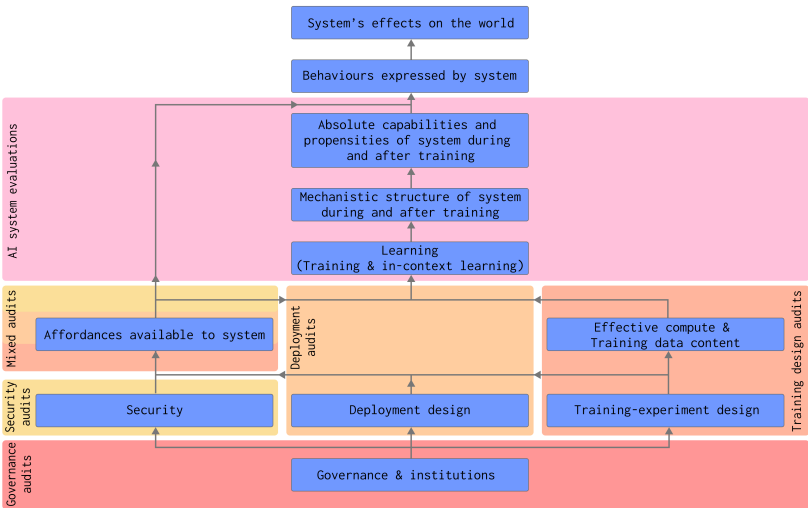 System's effects on the world
Behaviours expressed by system
AI system evaluations
Absolute capabilities and
propensities of system during
and after training
Mechanistic structure of system
during and after training
Learning
(Training & in-context learning)
Mixed audits
Affordances available to system
Deployment
audits
Effective compute &
Training data content
Training design audits
Security
audits
Security
Deployment design
Training-experiment design
Governance
audits
Governance & institutions